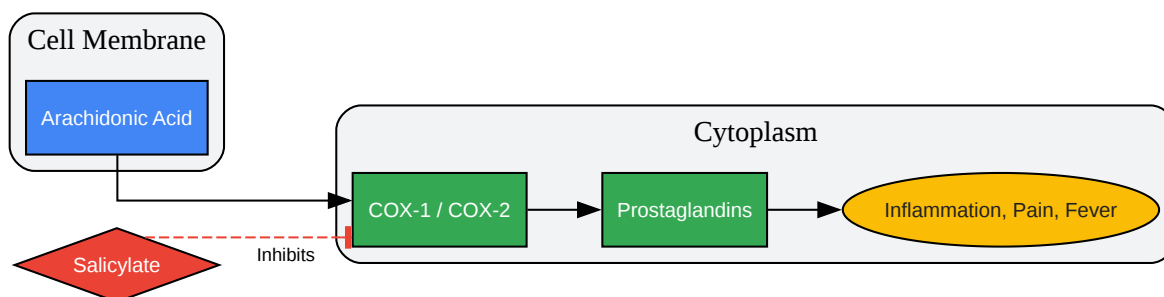 Cell Membrane
Arachidonic Acid
Cytoplasm
COX-1 / COX-2
Prostaglandins
Inflammation, Pain, Fever
Inhibits
Salicylate